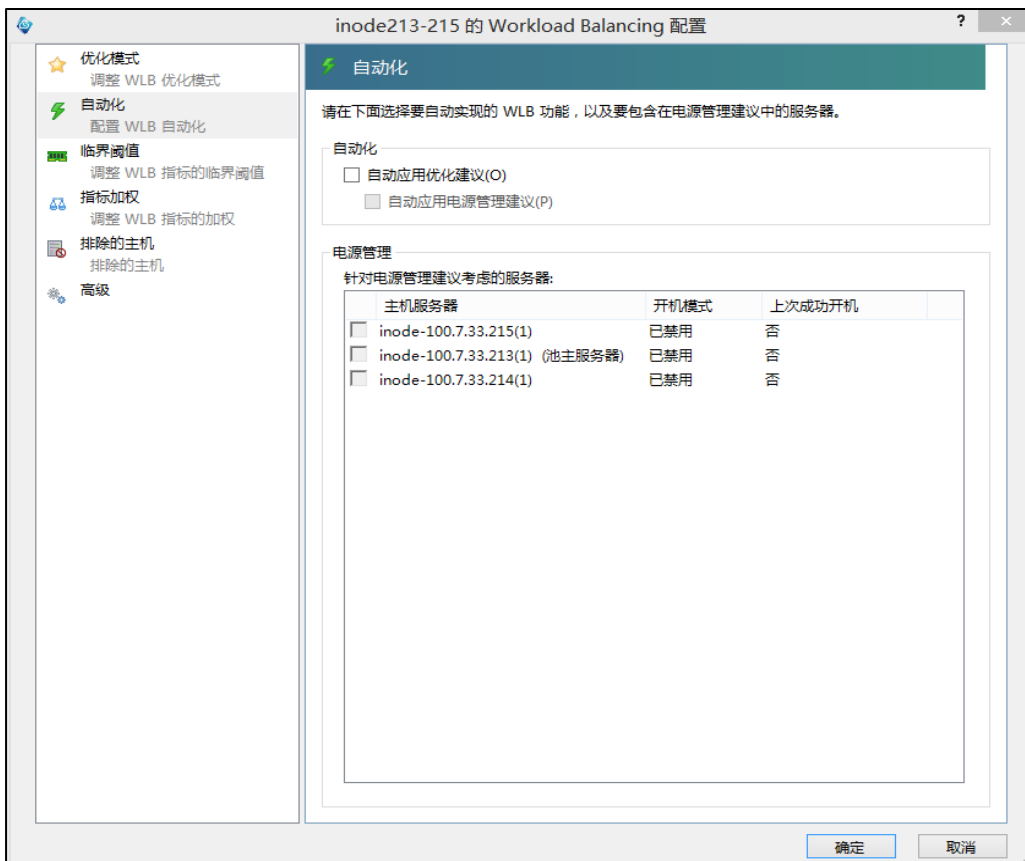 inode213-215 的 Workload Balancing 配置
?
×
优化模式
调整 WLB 优化模式
自动化
配置 WLB 自动化
临界阈值
调整 WLB 指标的临界阈值
指标加权
调整 WLB 指标的加权
排除的主机
排除的主机
高级
自动化
请在下面选择要自动实现的 WLB 功能，以及要包含在电源管理建议中的服务器。
自动化
自动应用优化建议(O)
自动应用电源管理建议(P)
电源管理
针对电源管理建议考虑的服务器:
主机服务器 开机模式 上次成功开机
inode-100.7.33.215(1) 已禁用 否
inode-100.7.33.213(1) (池主服务器) 已禁用 否
inode-100.7.33.214(1) 已禁用 否
确定 取消